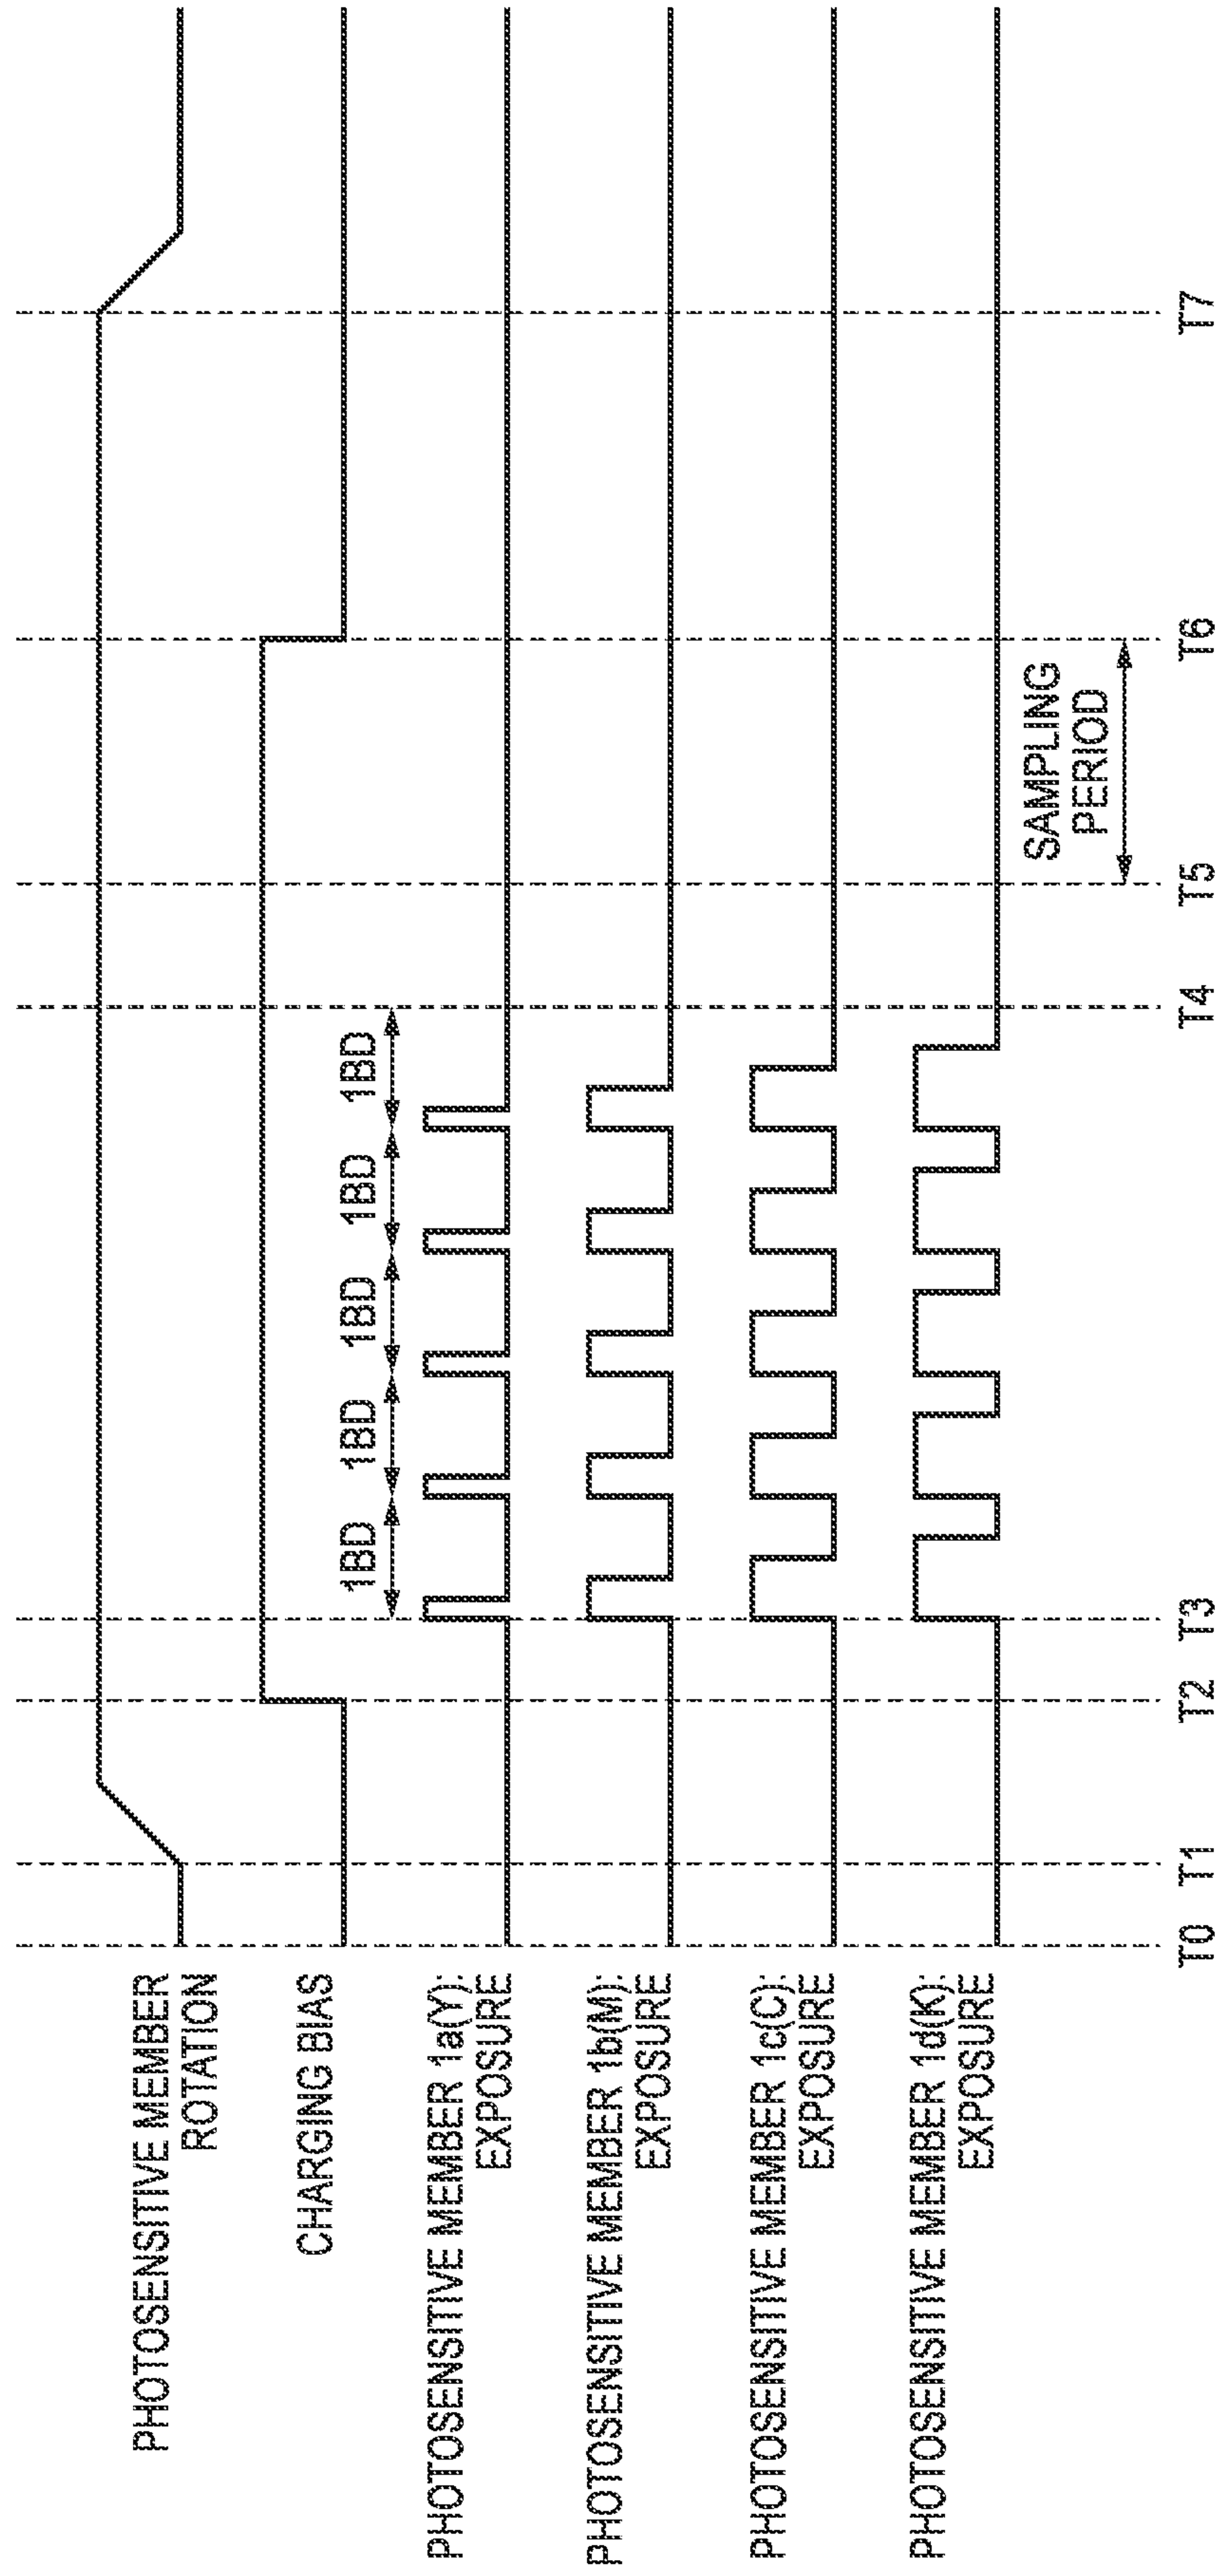 PHOTOSENSITIVE MEMBER
ROTATION
CHARGING BIAS
1BD 1BD 1BD 1BD 1BD
PHOTOSENSITIVE MEMBER 1a(Y):
EXPOSURE
PHOTOSENSITIVE MEMBER 1b(M):
EXPOSURE
PHOTOSENSITIVE MEMBER 1c(C):
EXPOSURE
PHOTOSENSITIVE MEMBER 1d(K):
EXPOSURE
SAMPLING
PERIOD
T0 T1 T2 T3 T4 T5 T6 T7